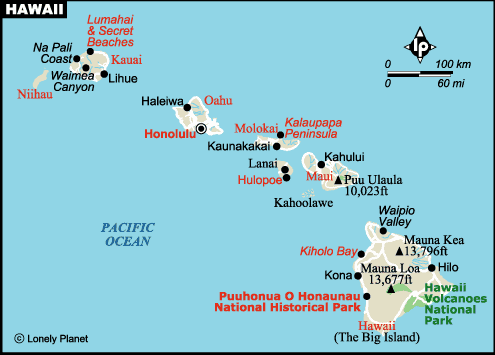 HAWAII
Lumahai
& Secret
Beaches
Na Pali
Coast
Kauai
Waimea
Canyon
Lihue
Niihau
lp
0 100 km
0 60 mi
Haleiwa
Oahu
Honolulu
Molokai
Kalaupapa
Peninsula
Kaunakakai
Lanai
Hulopoe
Kahului
Maui
Puu Ulaula
10,023ft
Kahoolawe
PACIFIC
OCEAN
Waipio
Valley
Mauna Kea
13,796ft
Kiholo Bay
Mauna Loa
13,677ft
Hilo
Kona
Hawaii
Volcanoes
National
Park
Puuhonua O Honaunau
National Historical Park
Hawaii
(The Big Island)
© Lonely Planet